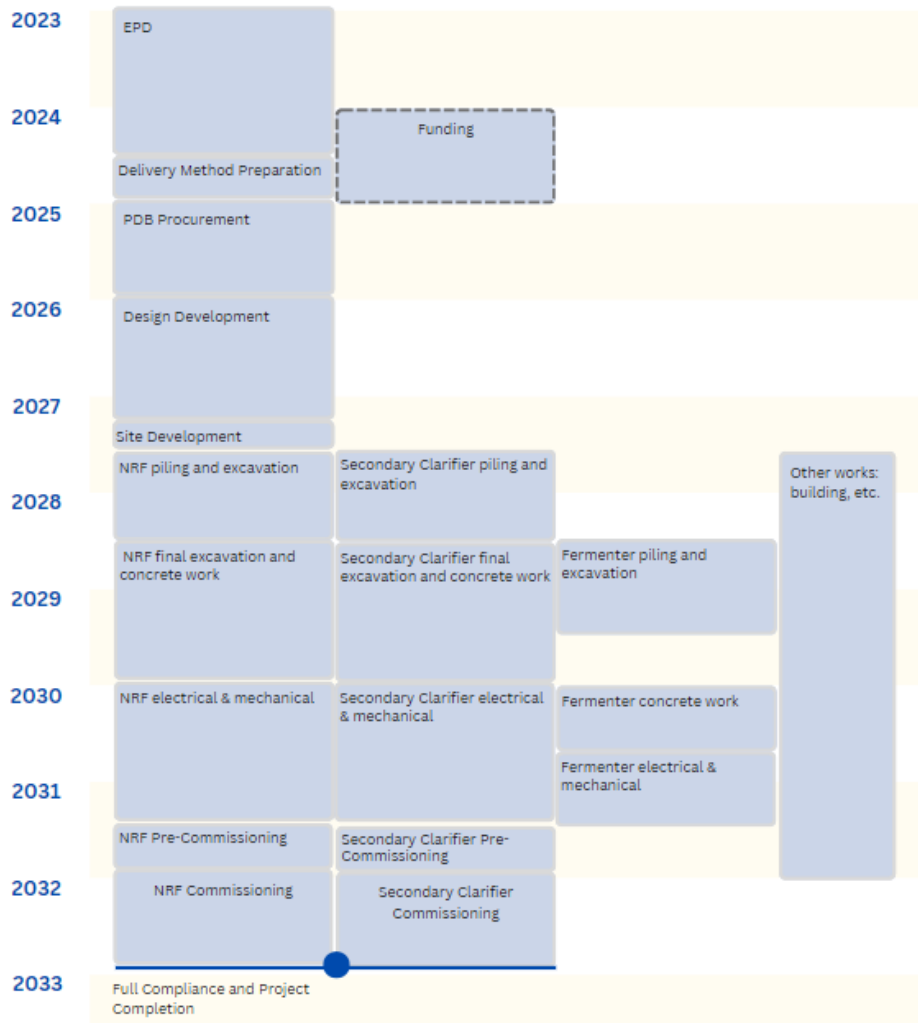 2023
EPD
2024
Funding
Delivery Method Preparation
2025
PDB Procurement
2026
Design Development
2027
Site Development
NRF piling and excavation
Secondary Clarifier piling and
excavation
Other works:
building, etc.
2028
NRF final excavation and
concrete work
Secondary Clarifier final
excavation and concrete work
Fermenter piling and
excavation
2029
2030
NRF electrical & mechanical
Secondary Clarifier electrical
& mechanical
Fermenter concrete work
Fermenter electrical &
mechanical
2031
NRF Pre-Commissioning
Secondary Clarifier Pre-
Commissioning
2032
NRF Commissioning
Secondary Clarifier
Commissioning
2033
Full Compliance and Project
Completion